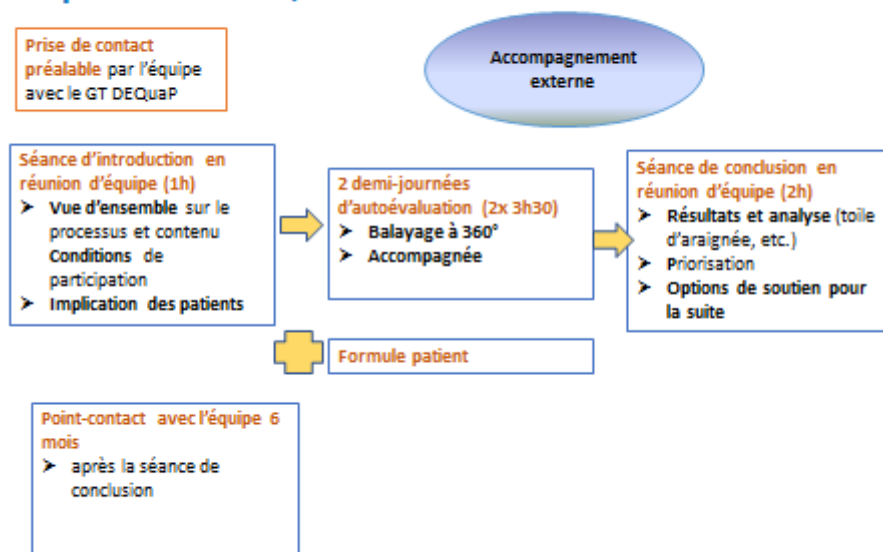 Prise de contact
préalable par l'équipe
avec le GT DEQuaP
Accompagnement
externe
Séance d'introduction en
réunion d'équipe (1h)
➤ Vue d'ensemble sur le
processus et contenu
Conditions de
participation
➤ Implication des patients
2 demi-journées
d'autoévaluation (2x 3h30)
➤ Balayage à 360°
➤ Accompagnée
Séance de conclusion en
réunion d'équipe (2h)
➤ Résultats et analyse (toile
d'araignée, etc.)
➤ Priorisation
➤ Options de soutien pour
la suite
Formule patient
Point-contact avec l'équipe 6
mois
➤ après la séance de
conclusion